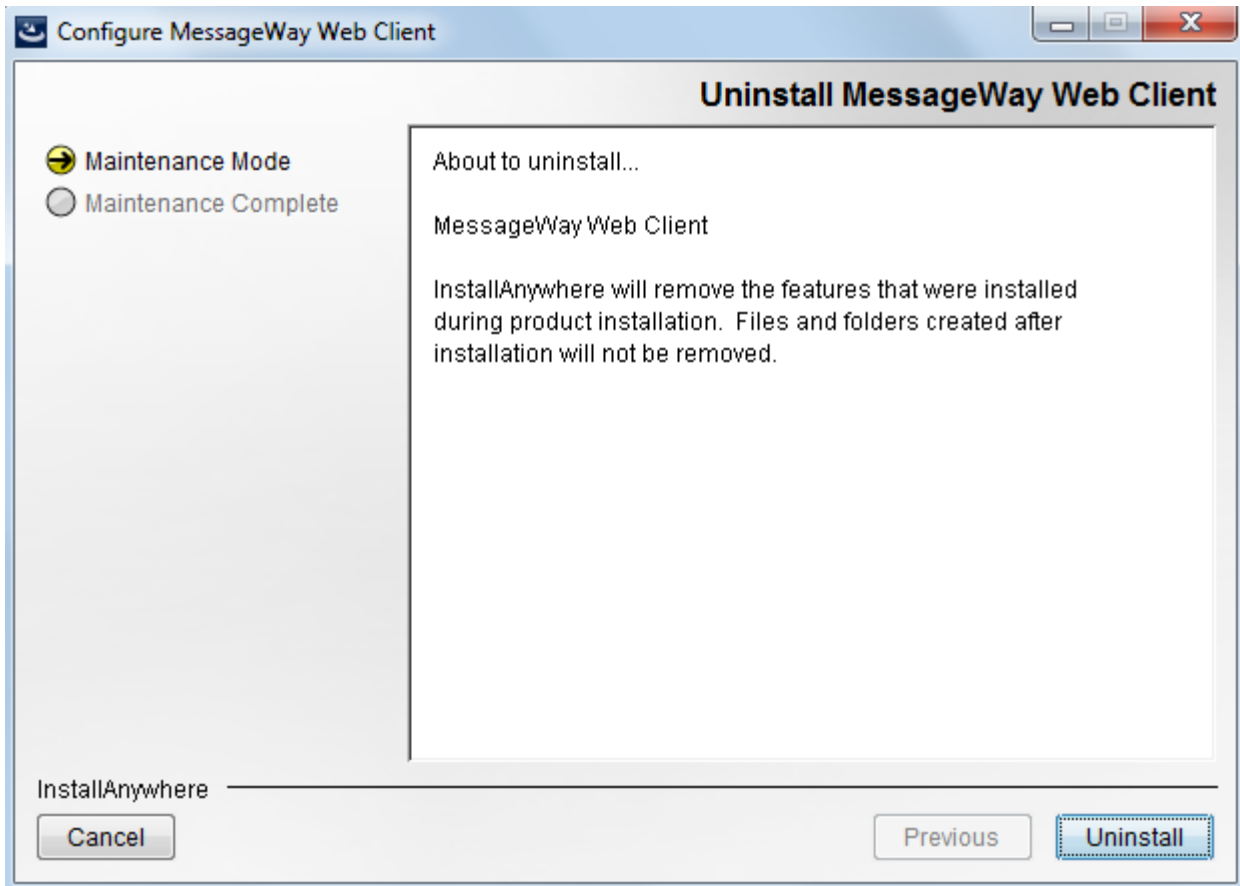 Configure MessageWay Web Client
Uninstall MessageWay Web Client
Maintenance Mode
Maintenance Complete
About to uninstall...
MessageWay Web Client
InstallAnywhere will remove the features that were installed
during product installation.  Files and folders created after
installation will not be removed.
InstallAnywhere
Cancel
Previous
Uninstall